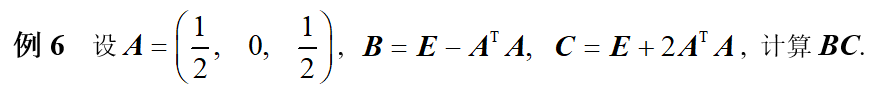 例 6 设 A = (1/2, 0, 1/2), B = E − AᵀA, C = E + 2AᵀA, 计算 BC.